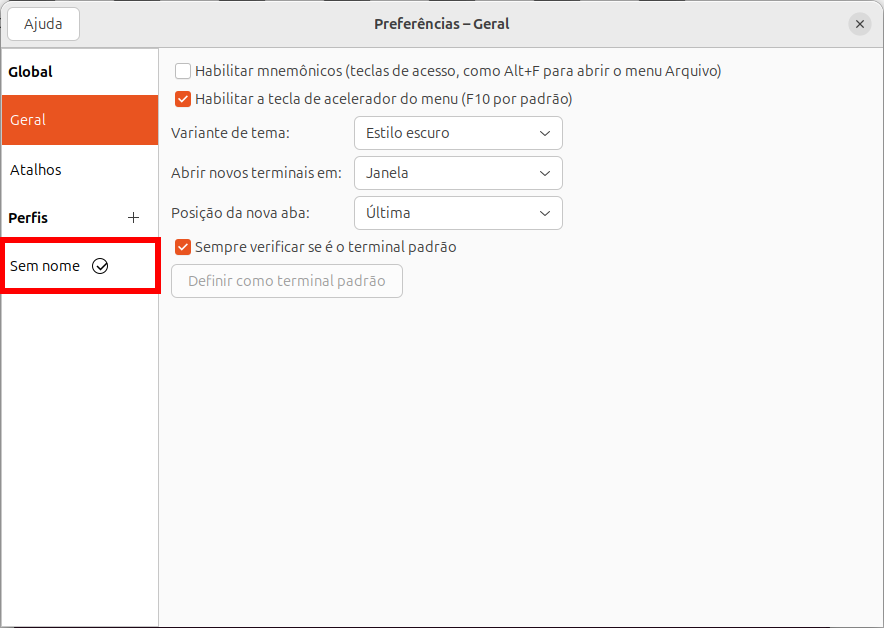 Ajuda
Preferências – Geral
Global
Geral
Atalhos
Perfis
Sem nome
Habilitar mnemônicos (teclas de acesso, como Alt+F para abrir o menu Arquivo)
Habilitar a tecla de acelerador do menu (F10 por padrão)
Variante de tema: Estilo escuro
Abrir novos terminais em: Janela
Posição da nova aba: Última
Sempre verificar se é o terminal padrão
Definir como terminal padrão